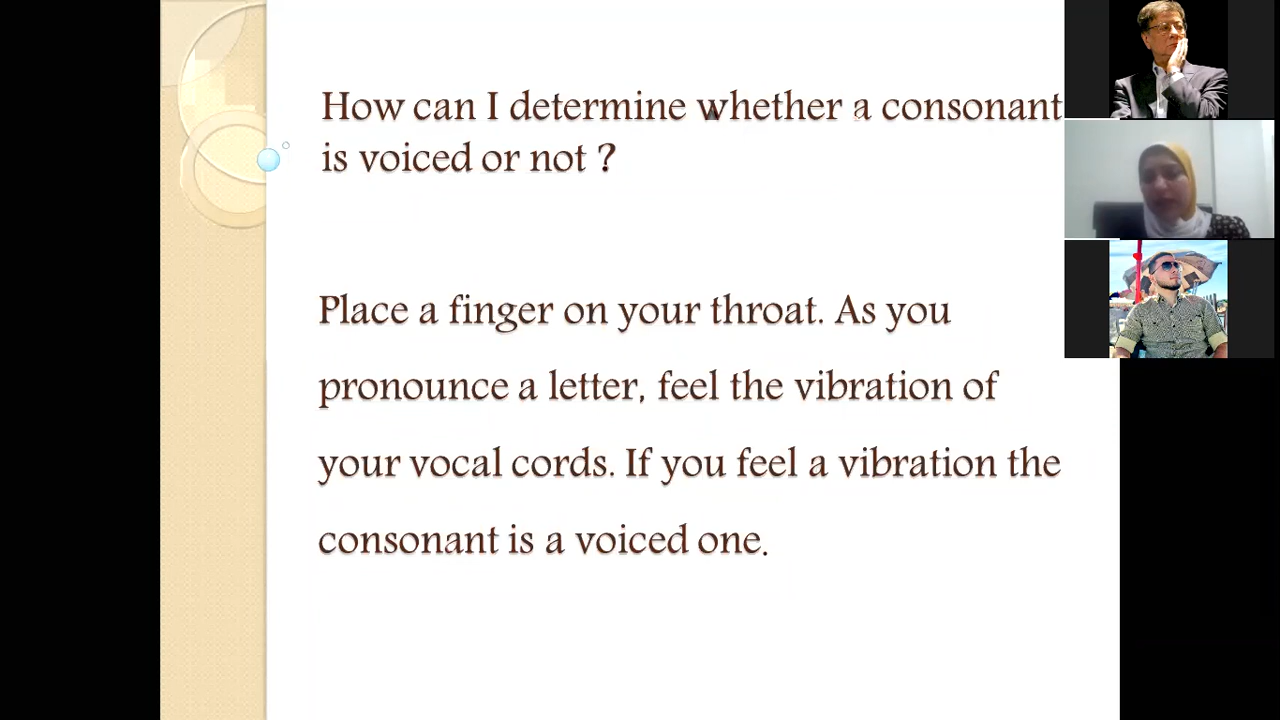 How can I determine whether a consonant
is voiced or not ?
Place a finger on your throat. As you
pronounce a letter, feel the vibration of
your vocal cords. If you feel a vibration the
consonant is a voiced one.